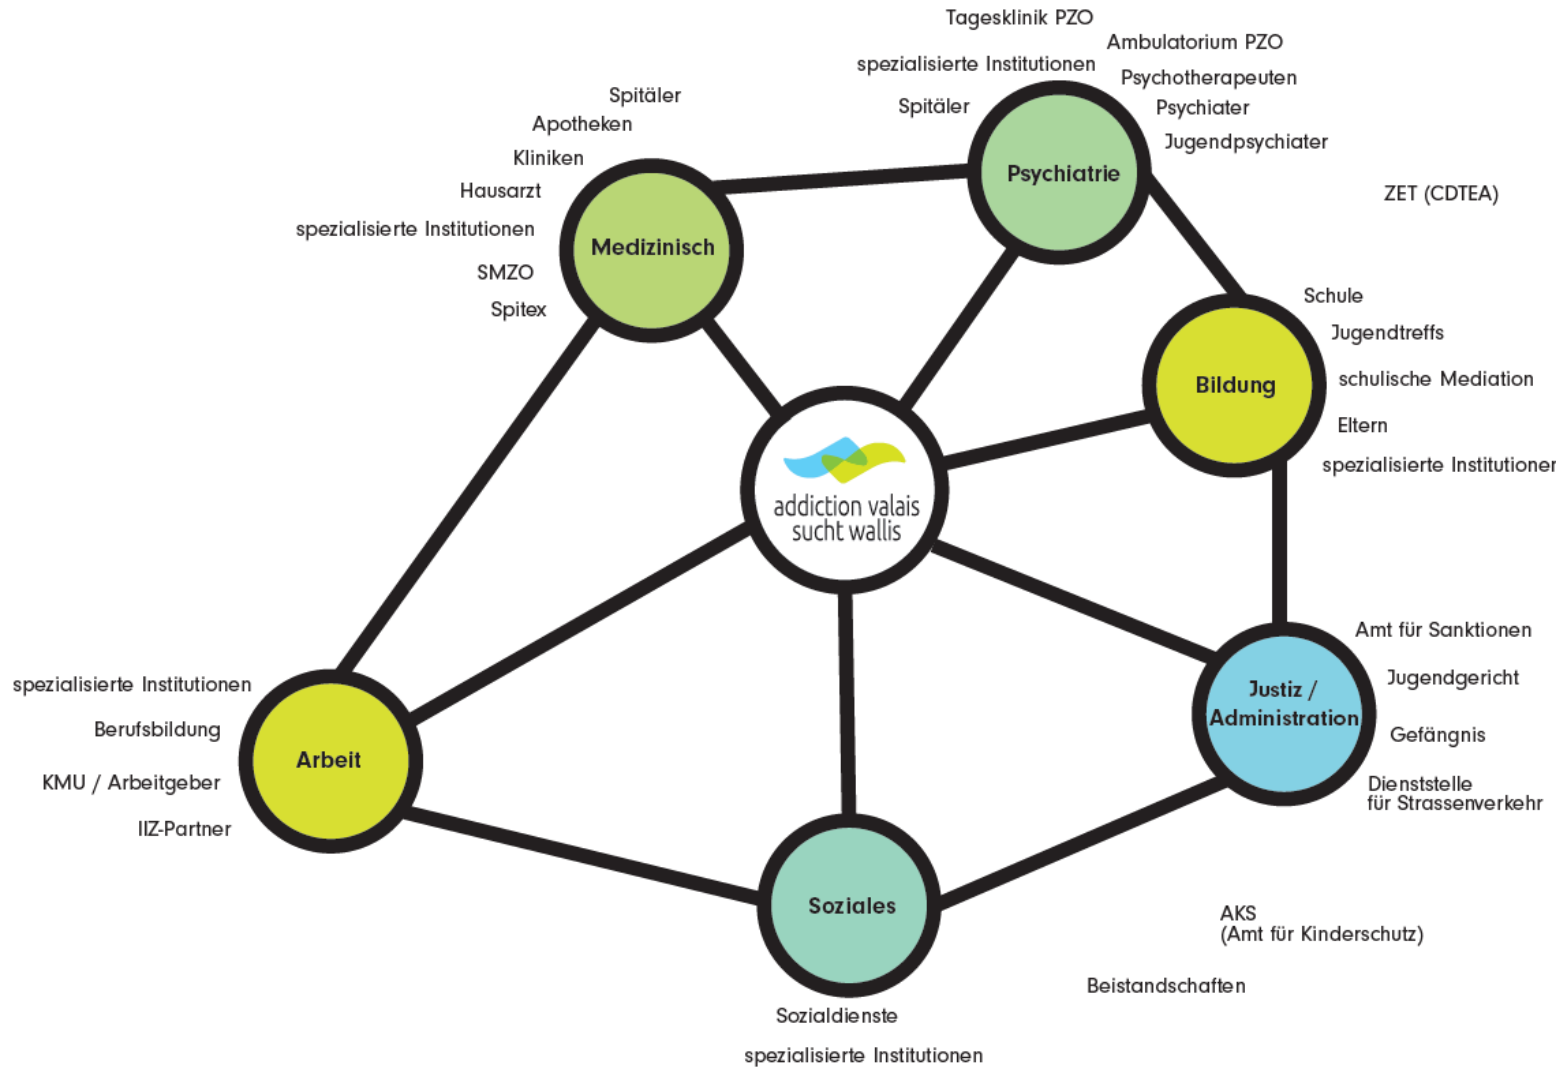 Tagesklinik PZO
Ambulatorium PZO
spezialisierte Institutionen
Psychotherapeuten
Spitäler
Psychiater
Jugendpsychiater
Psychiatrie
Spitäler
Apotheken
Kliniken
Hausarzt
spezialisierte Institutionen
SMZO
Spitex
Medizinisch
ZET (CDTEA)
Schule
Jugendtreffs
schulische Mediation
Eltern
spezialisierte Institutionen
Bildung
addiction valais
sucht wallis
Amt für Sanktionen
Jugendgericht
Gefängnis
Dienststelle
für Strassenverkehr
Justiz /
Administration
spezialisierte Institutionen
Berufsbildung
KMU / Arbeitgeber
IIZ-Partner
Arbeit
Soziales
AKS
(Amt für Kinderschutz)
Beistandschaften
Sozialdienste
spezialisierte Institutionen